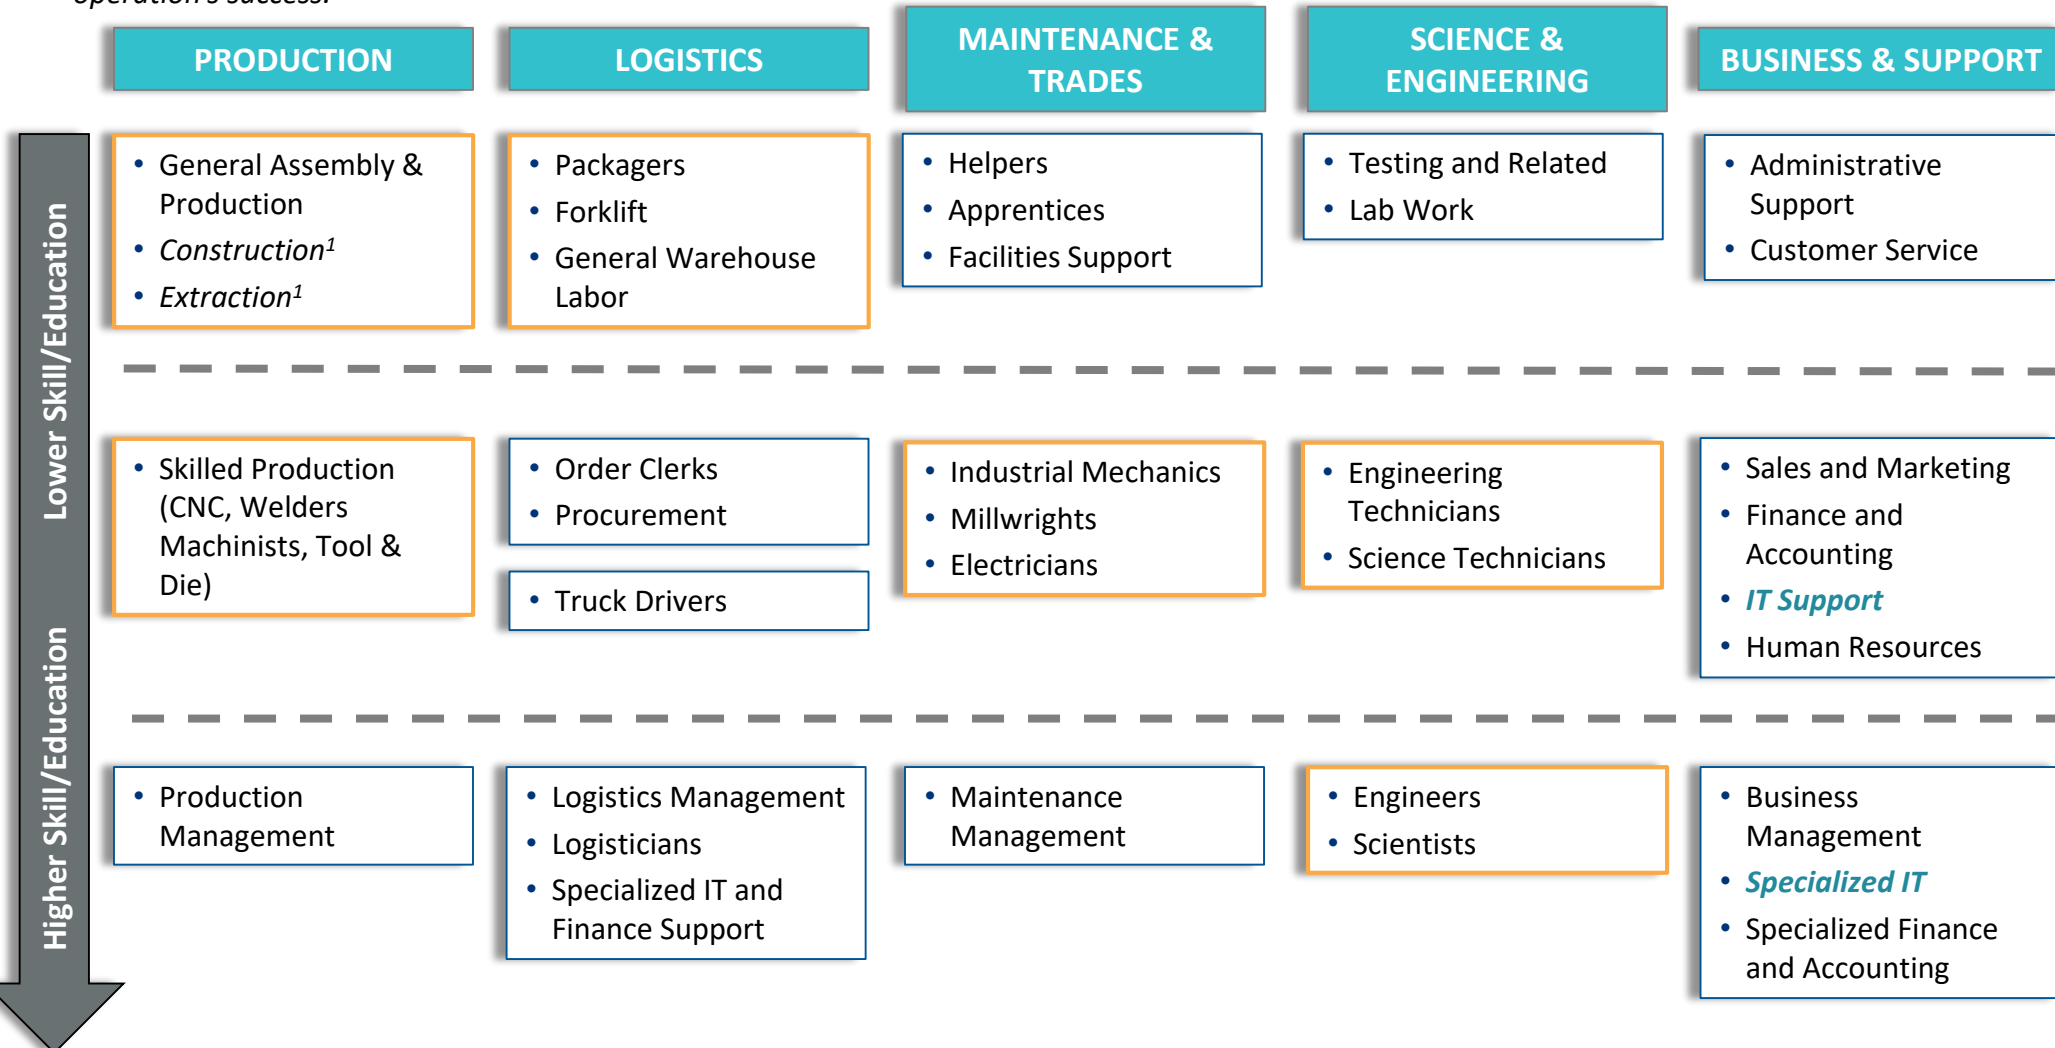 operation's success.
PRODUCTION
LOGISTICS
MAINTENANCE &
TRADES
SCIENCE &
ENGINEERING
BUSINESS & SUPPORT
Lower Skill/Education
Higher Skill/Education
• General Assembly &
Production
• Construction¹
• Extraction¹
• Packagers
• Forklift
• General Warehouse
Labor
• Helpers
• Apprentices
• Facilities Support
• Testing and Related
• Lab Work
• Administrative
Support
• Customer Service
• Skilled Production
(CNC, Welders
Machinists, Tool &
Die)
• Order Clerks
• Procurement
• Truck Drivers
• Industrial Mechanics
• Millwrights
• Electricians
• Engineering
Technicians
• Science Technicians
• Sales and Marketing
• Finance and
Accounting
• IT Support
• Human Resources
• Production
Management
• Logistics Management
• Logisticians
• Specialized IT and
Finance Support
• Maintenance
Management
• Engineers
• Scientists
• Business
Management
• Specialized IT
• Specialized Finance
and Accounting